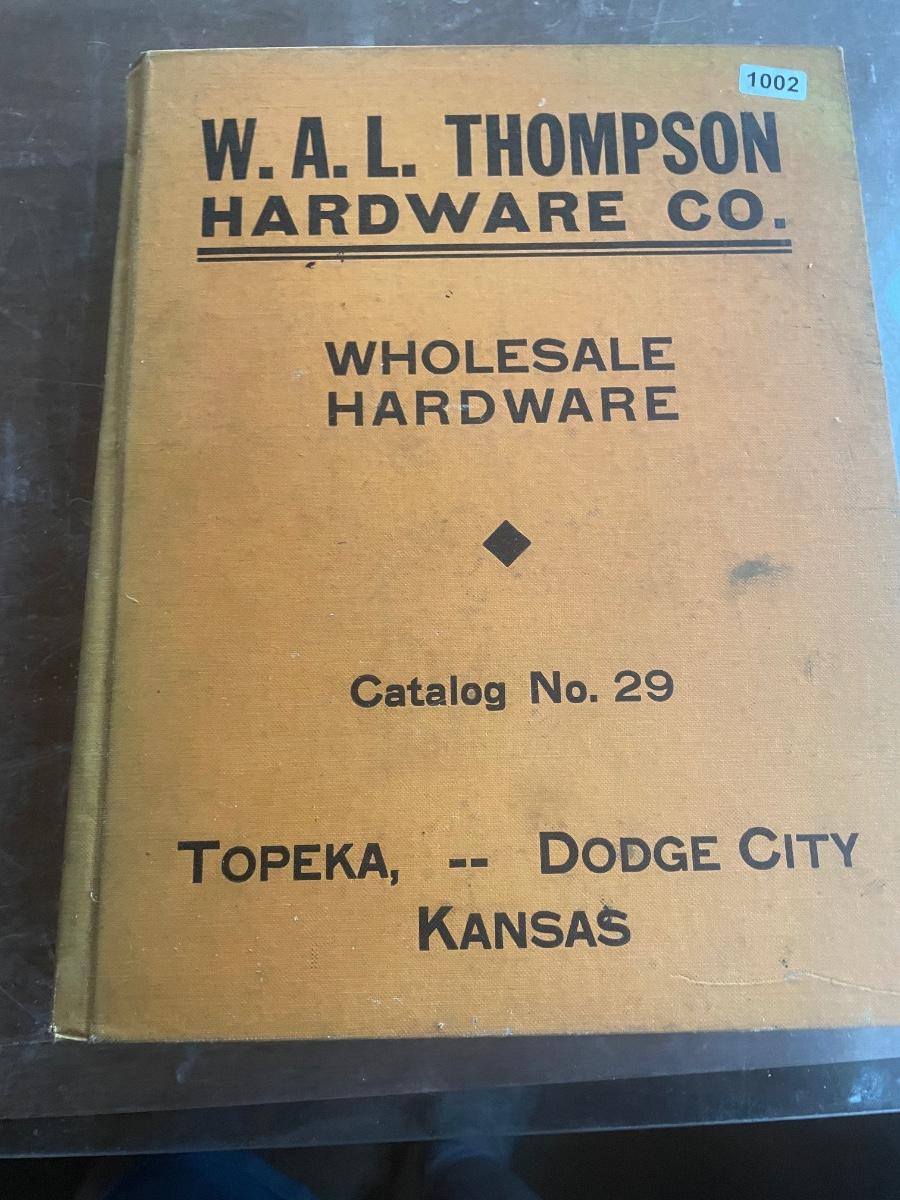 1002
W. A. L. THOMPSON
HARDWARE CO.
WHOLESALE
HARDWARE
Catalog No. 29
TOPEKA, -- DODGE CITY
KANSAS